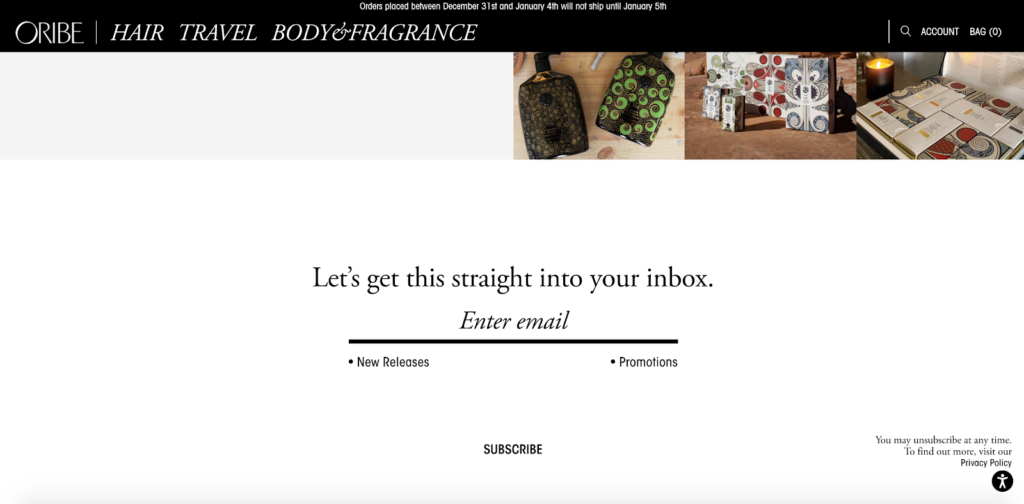 Orders placed between December 31st and January 4th will not ship until January 5th
ORIBE HAIR TRAVEL BODY&FRAGRANCE ACCOUNT BAG (0)
Let's get this straight into your inbox.
Enter email
• New Releases • Promotions
SUBSCRIBE
You may unsubscribe at any time.
To find out more, visit our
Privacy Policy